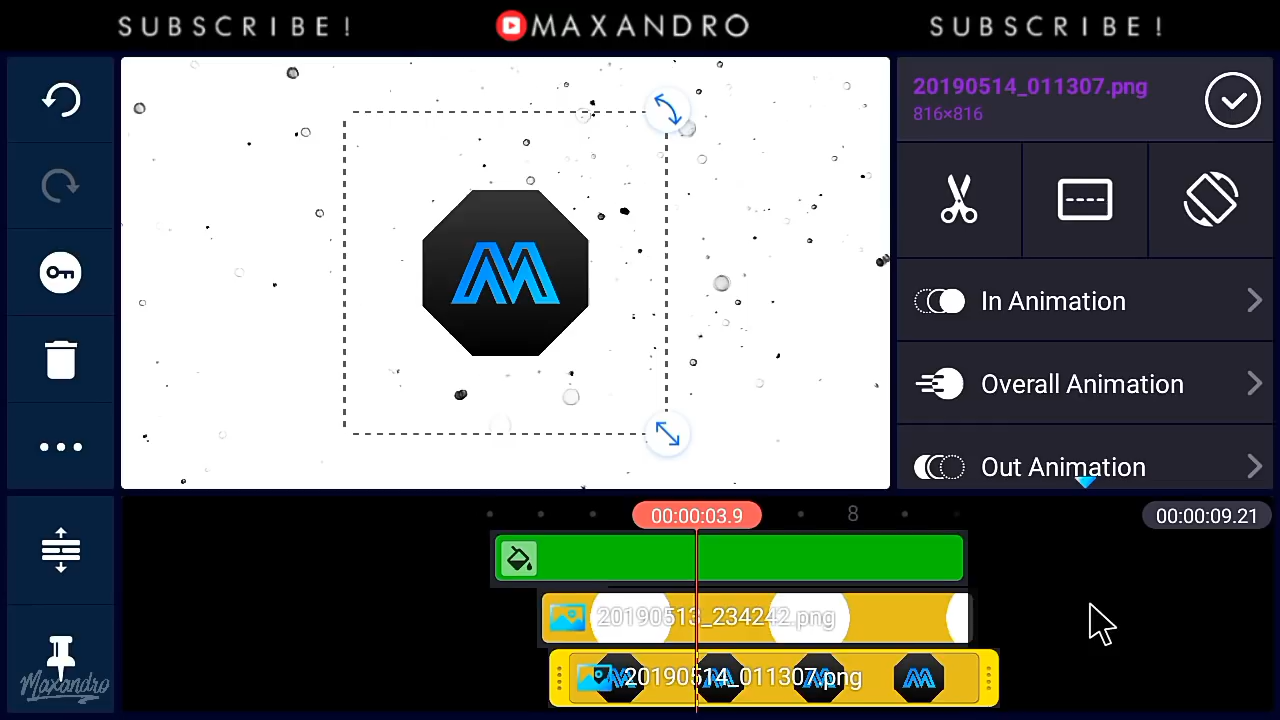 SUBSCRIBE! MAXANDRO SUBSCRIBE!
20190514_011307.png
816×816
In Animation
Overall Animation
Out Animation
00:00:03.9 8 00:00:09.21
20190513_234242.png
20190514_011307.png
Maxandro